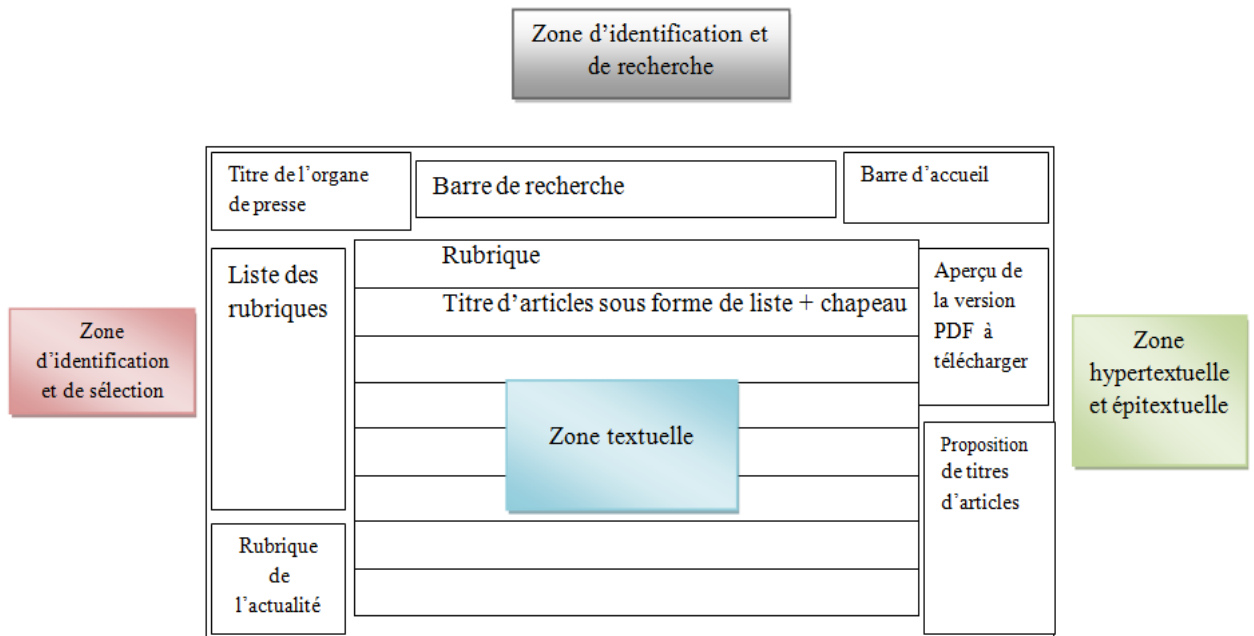 Zone d'identification et
de recherche
Titre de l'organe
de presse
Barre de recherche
Barre d'accueil
Liste des
rubriques
Rubrique
Titre d'articles sous forme de liste + chapeau
Aperçu de
la version
PDF à
télécharger
Zone
d'identification
et de sélection
Zone textuelle
Zone
hypertextuelle
et épitextuelle
Proposition
de titres
d'articles
Rubrique
de
l'actualité